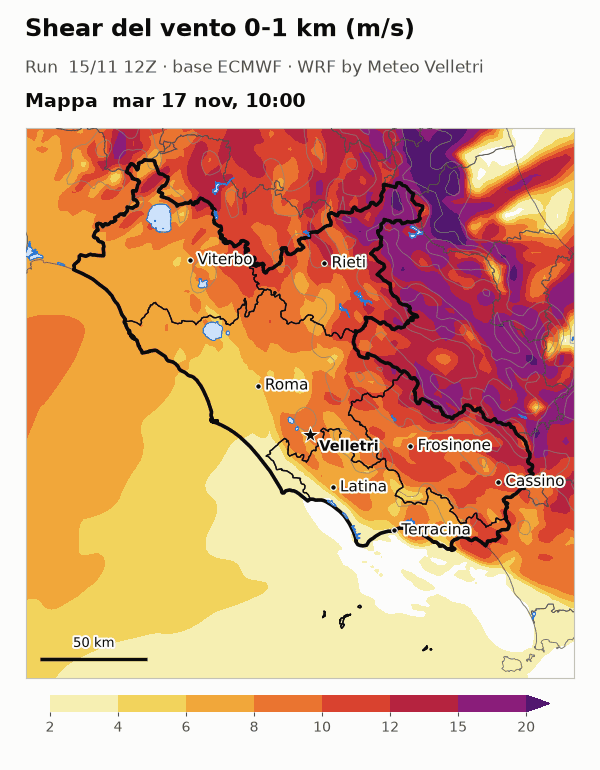 Shear del vento 0-1 km (m/s)
Run  15/11 12Z · base ECMWF · WRF by Meteo Velletri
Mappa  mar 17 nov, 10:00
Viterbo
Rieti
Roma
Velletri
Frosinone
Latina
Cassino
Terracina
50 km
2 4 6 8 10 12 15 20